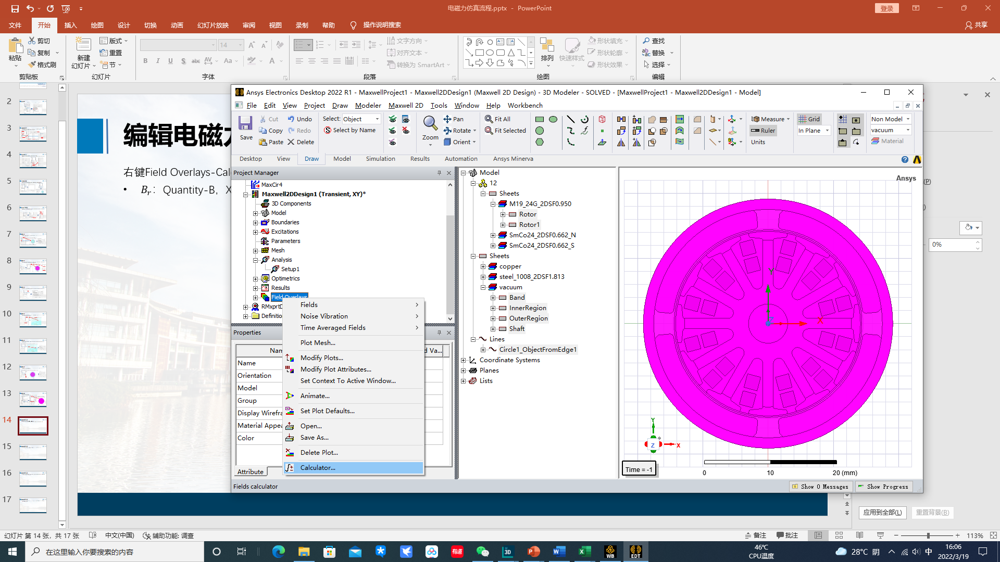 电磁力仿真流程.pptx - PowerPoint
登录
文件 开始 插入 绘图 设计 切换 动画 幻灯片放映 审阅 视图 录制 帮助 操作说明搜索 共享
粘贴 剪切 复制 格式刷 剪贴板
新建 幻灯片 版式 重置 节 幻灯片
14 字体
文字方向 对齐文本 转换为 SmartArt 段落
排列 快速样式 形状填充 形状轮廓 形状效果 绘图
查找 替换 选择 编辑
2
3
4
5
6
7
8
9
10
11
12
13
14
15
16
17
编辑电磁
右键Field Overlays-Cal
• Br: Quantity-B, X
Ansys Electronics Desktop 2022 R1 - MaxwellProject1 - Maxwell2DDesign1 (Maxwell 2D Design) - 3D Modeler - SOLVED - [MaxwellProject1 - Maxwell2DDesign1 - Model]
File Edit View Project Draw Modeler Maxwell 2D Tools Window Help Workbench
Save Cut Copy Paste Undo Redo Delete
Select: Object
Select by Name
Zoom Pan Rotate Orient
Fit All
Fit Selected
Measure
Ruler
Units
Grid
In Plane
Non Model
vacuum
Material
Desktop View Draw Model Simulation Results Automation Ansys Minerva
Project Manager
MaxCir4
Maxwell2DDesign1 (Transient, XY)*
3D Components
Model
Boundaries
Excitations
Parameters
Mesh
Analysis
Setup1
Optimetrics
Results
Field Overlays
RMxprtD
Definitio
Properties
Nam
d Va...
Name
Orientation
Model
Group
Display Wirefra
Material Appea
Color
Attribute
Fields
Noise Vibration
Time Averaged Fields
Plot Mesh...
Modify Plots...
Modify Plot Attributes...
Set Context To Active Window...
Animate...
Set Plot Defaults...
Open...
Save As...
Delete Plot...
Calculator...
Model
12
Sheets
M19_24G_2DSF0.950
Rotor
Rotor1
SmCo24_2DSF0.662_N
SmCo24_2DSF0.662_S
Sheets
copper
steel_1008_2DSF1.813
vacuum
Band
InnerRegion
OuterRegion
Shaft
Lines
Circle1_ObjectFromEdge1
Coordinate Systems
Planes
Lists
Ansys
Y
X
Z
Y
Z
X
Time = -1
0 10 20 (mm)
Fields calculator
Show 0 Messages
Show Progress
(P)
0%
应用到全部(L) 重置背景(B)
幻灯片 第 14 张, 共 17 张 中文(中国) 辅助功能: 调查
备注 批注 113%
在这里输入你要搜索的内容
有道
3D
WB
EDT
46℃
CPU温度
28°C 阴
中
16:06
2022/3/19